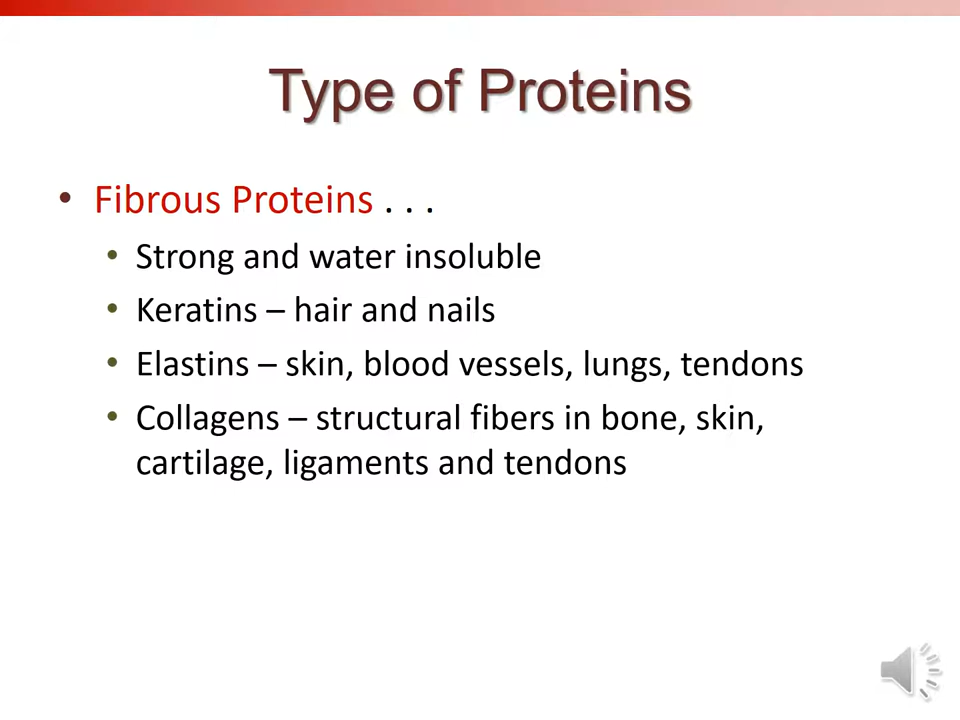 Type of Proteins
• Fibrous Proteins . . .
• Strong and water insoluble
• Keratins – hair and nails
• Elastins – skin, blood vessels, lungs, tendons
• Collagens – structural fibers in bone, skin,
cartilage, ligaments and tendons